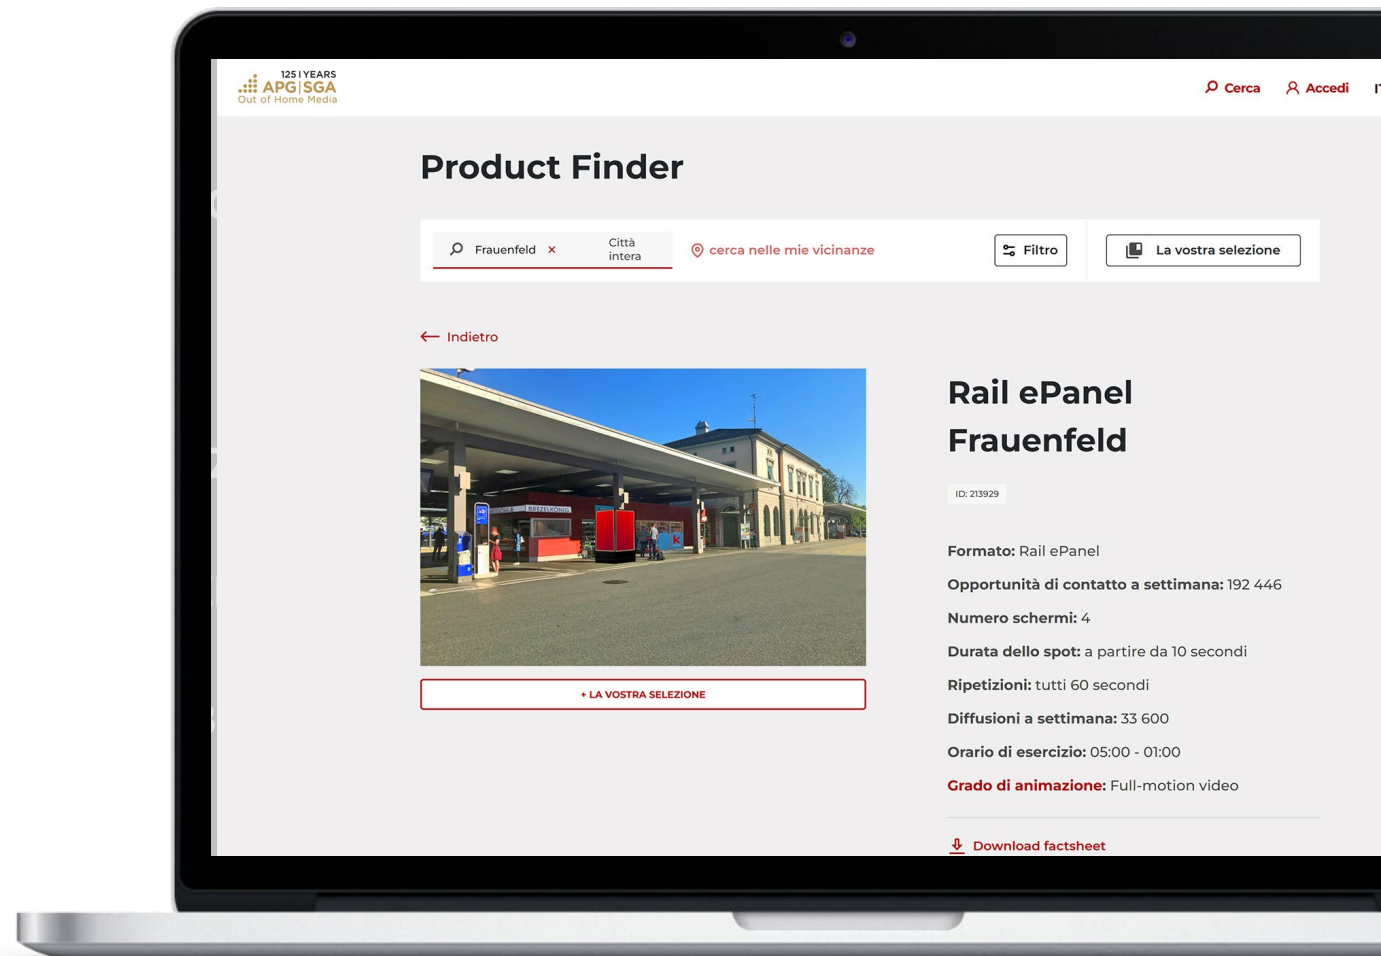 125 | YEARS
APG|SGA
Out of Home Media
Cerca
Accedi
Product Finder
Frauenfeld
Città
intera
cerca nelle mie vicinanze
Filtro
La vostra selezione
Indietro
BREZELKÖNIG
k
Rail ePanel
Frauenfeld
ID: 213929
Formato: Rail ePanel
Opportunità di contatto a settimana: 192 446
Numero schermi: 4
Durata dello spot: a partire da 10 secondi
Ripetizioni: tutti 60 secondi
Diffusioni a settimana: 33 600
Orario di esercizio: 05:00 - 01:00
Grado di animazione: Full-motion video
+ LA VOSTRA SELEZIONE
Download factsheet